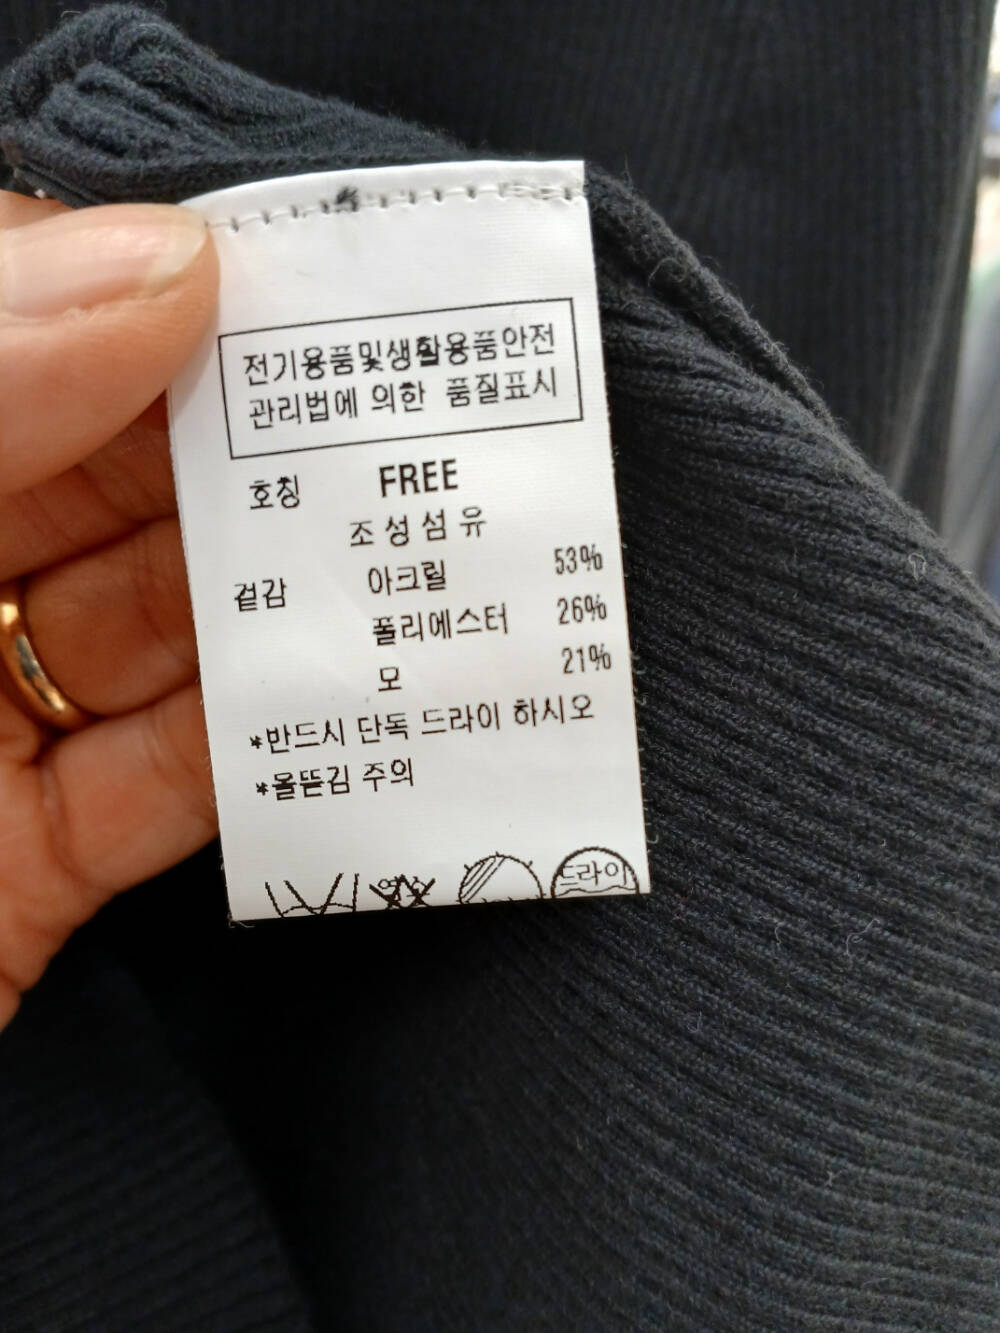 전기용품및생활용품안전
관리법에 의한 품질표시
호칭 FREE
조성섬유
겉감 아크릴 53%
폴리에스터 26%
모 21%
*반드시 단독 드라이 하시오
*올뜯김 주의
드라이